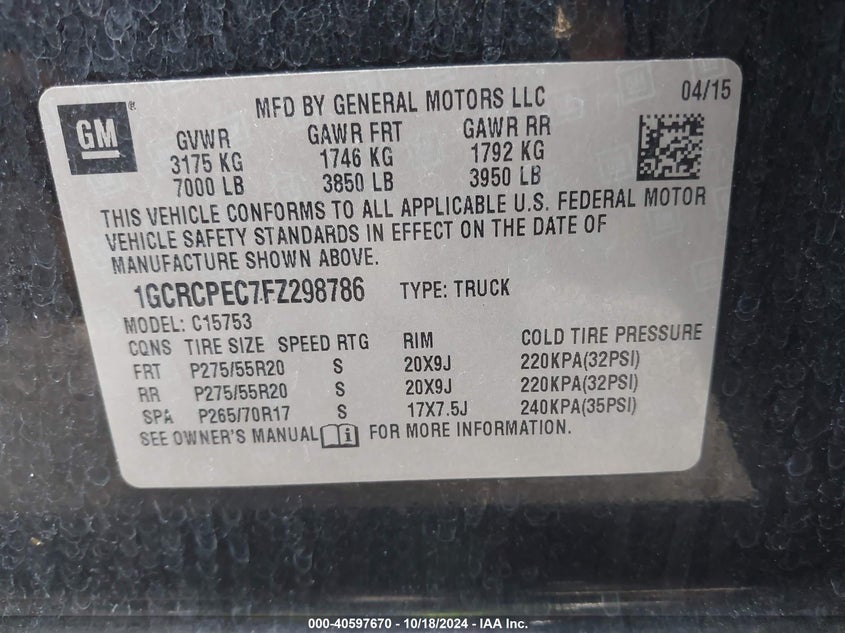 GM®
MFD BY GENERAL MOTORS LLC 04/15
GVWR GAWR FRT GAWR RR
3175 KG 1746 KG 1792 KG
7000 LB 3850 LB 3950 LB
THIS VEHICLE CONFORMS TO ALL APPLICABLE U.S. FEDERAL MOTOR
VEHICLE SAFETY STANDARDS IN EFFECT ON THE DATE OF
MANUFACTURE SHOWN ABOVE.
1GCRCPEC7FZ298786 TYPE: TRUCK
MODEL: C15753
CQNS TIRE SIZE SPEED RTG RIM COLD TIRE PRESSURE
FRT P275/55R20 S 20X9J 220KPA(32PSI)
RR P275/55R20 S 20X9J 220KPA(32PSI)
SPA P265/70R17 S 17X7.5J 240KPA(35PSI)
SEE OWNER'S MANUAL FOR MORE INFORMATION.
000-40597670 - 10/18/2024 - IAA Inc.